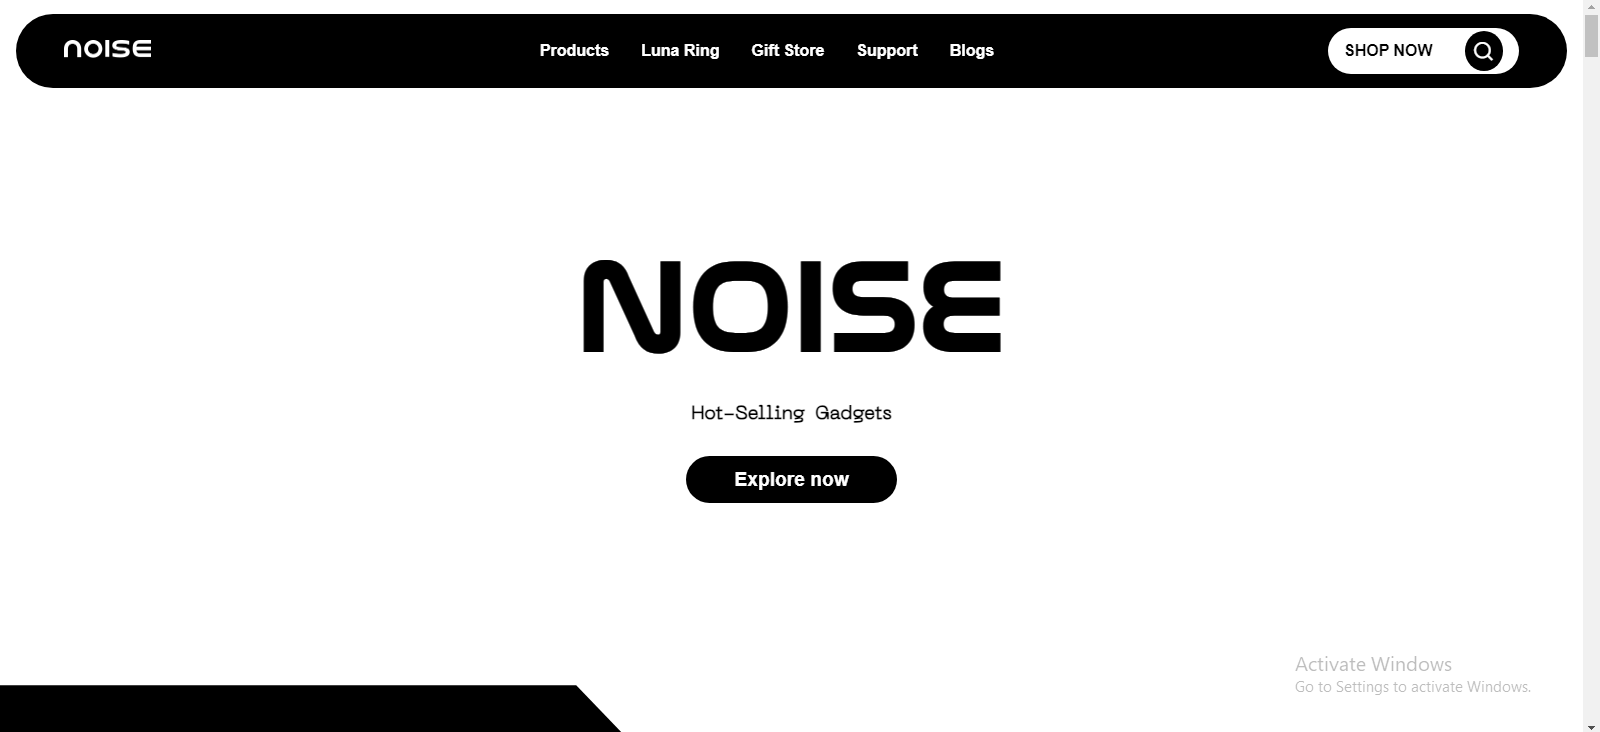 NOISE
Products Luna Ring Gift Store Support Blogs
SHOP NOW
NOISE
Hot-Selling Gadgets
Explore now
Activate Windows
Go to Settings to activate Windows.